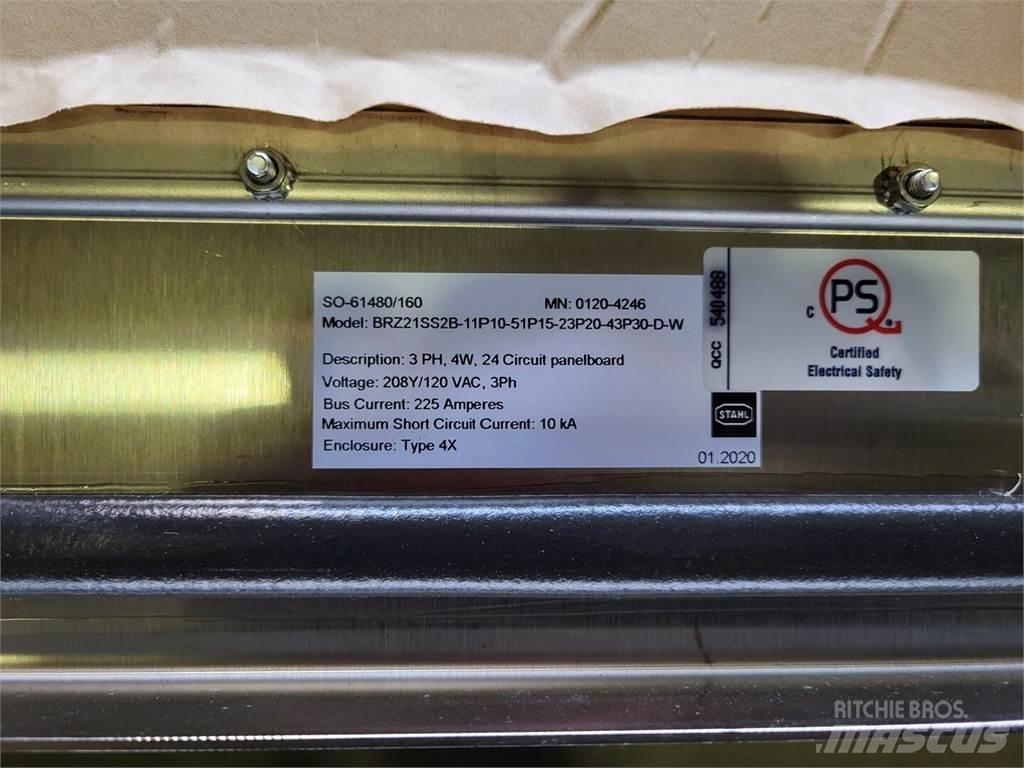 SO-61480/160 MN: 0120-4246
Model: BRZ21SS2B-11P10-51P15-23P20-43P30-D-W
Description: 3 PH, 4W, 24 Circuit panelboard
Voltage: 208Y/120 VAC, 3Ph
Bus Current: 225 Amperes
Maximum Short Circuit Current: 10 kA
Enclosure: Type 4X
STAHL
01.2020
QCC 540488
C PS
Certified
Electrical Safety
RITCHIE BROS.
MASCUS